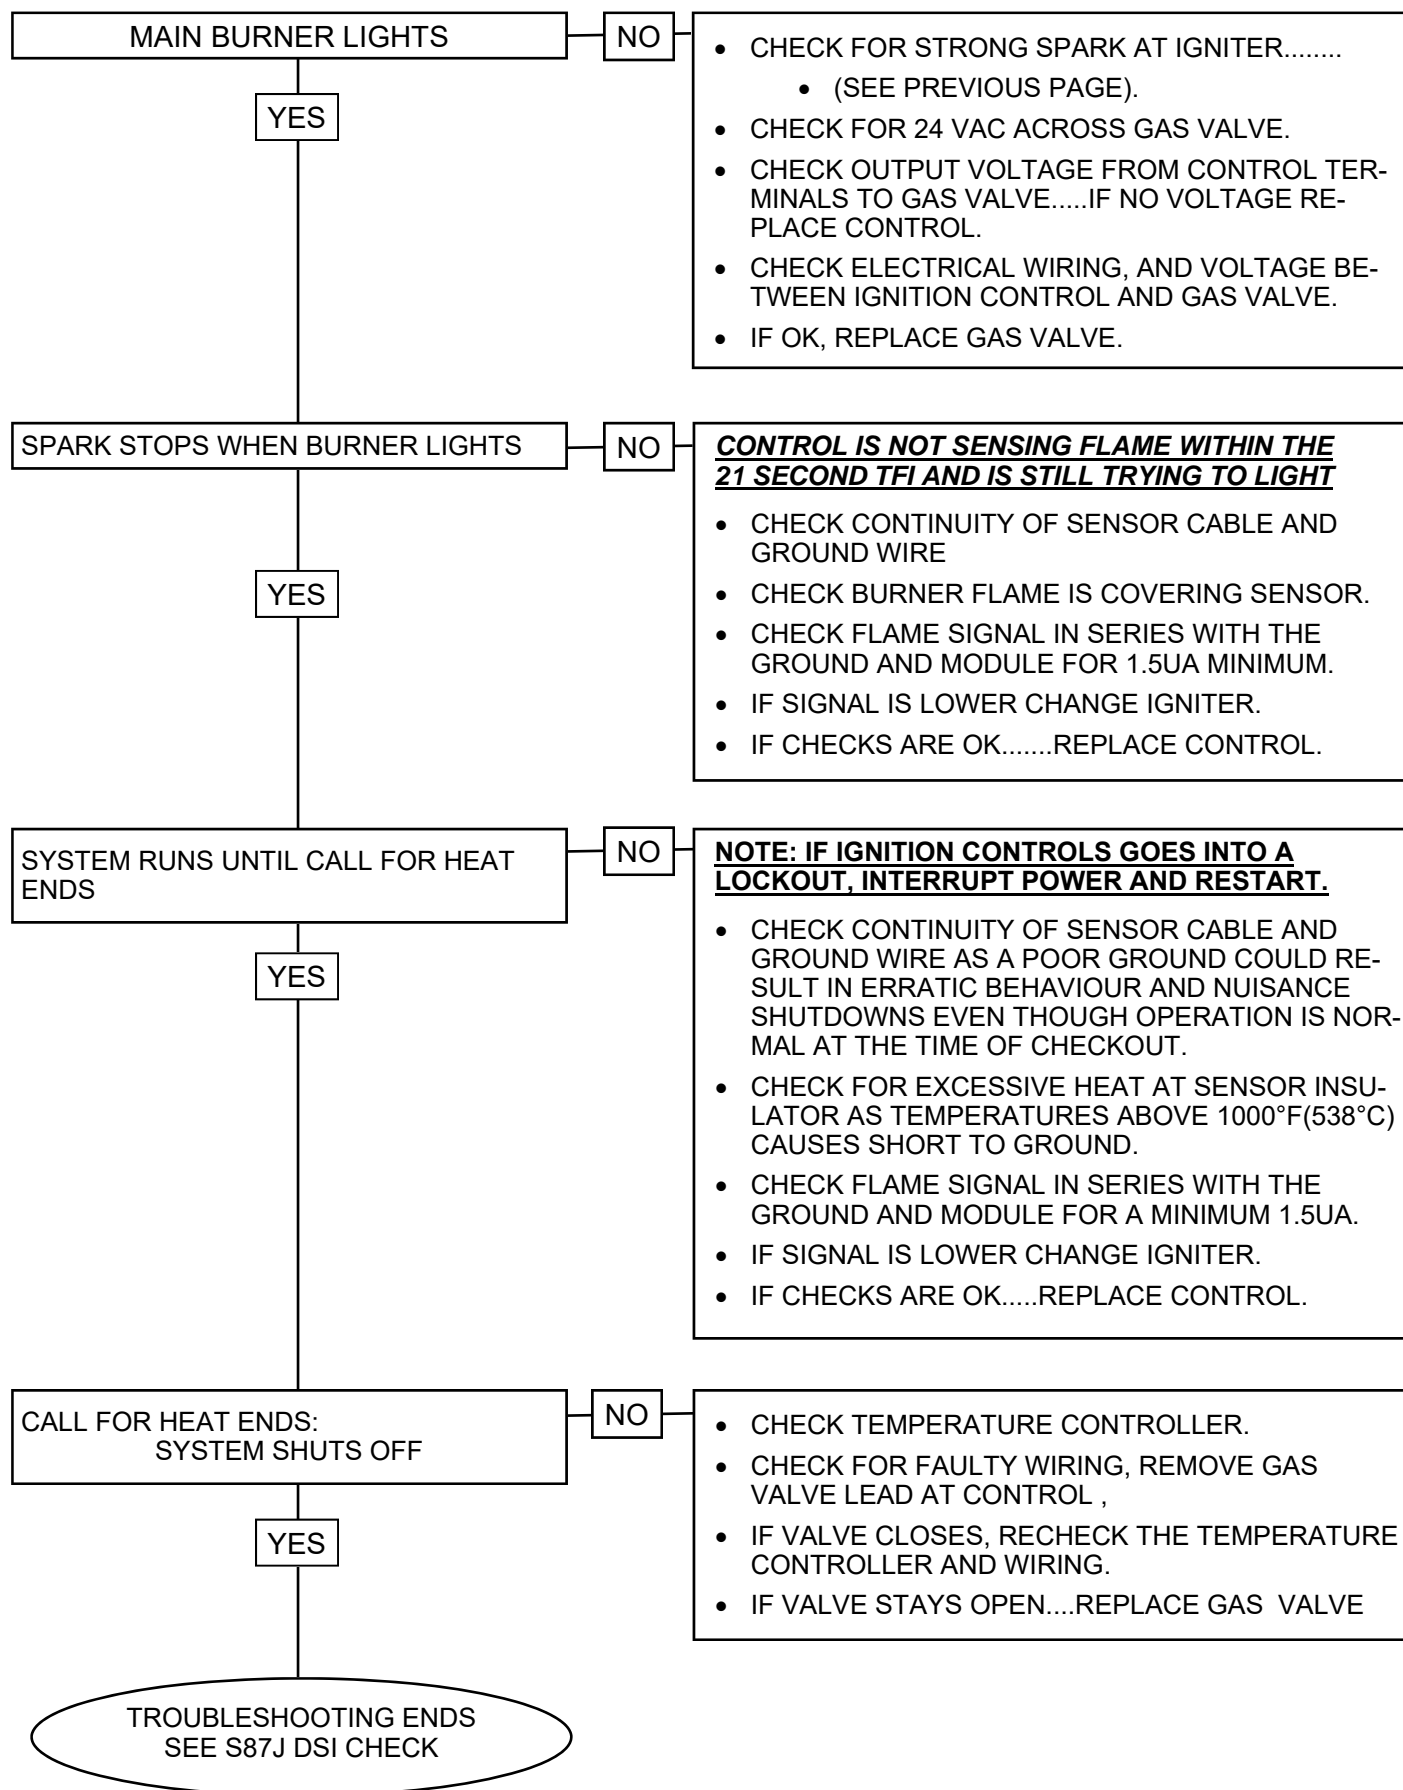 MAIN BURNER LIGHTS
NO
• CHECK FOR STRONG SPARK AT IGNITER........
• (SEE PREVIOUS PAGE).
• CHECK FOR 24 VAC ACROSS GAS VALVE.
• CHECK OUTPUT VOLTAGE FROM CONTROL TER-
MINALS TO GAS VALVE.....IF NO VOLTAGE RE-
PLACE CONTROL.
• CHECK ELECTRICAL WIRING, AND VOLTAGE BE-
TWEEN IGNITION CONTROL AND GAS VALVE.
• IF OK, REPLACE GAS VALVE.
YES
SPARK STOPS WHEN BURNER LIGHTS
NO
CONTROL IS NOT SENSING FLAME WITHIN THE
21 SECOND TFI AND IS STILL TRYING TO LIGHT
• CHECK CONTINUITY OF SENSOR CABLE AND
GROUND WIRE
• CHECK BURNER FLAME IS COVERING SENSOR.
• CHECK FLAME SIGNAL IN SERIES WITH THE
GROUND AND MODULE FOR 1.5UA MINIMUM.
• IF SIGNAL IS LOWER CHANGE IGNITER.
• IF CHECKS ARE OK.......REPLACE CONTROL.
YES
SYSTEM RUNS UNTIL CALL FOR HEAT
ENDS
NO
NOTE: IF IGNITION CONTROLS GOES INTO A
LOCKOUT, INTERRUPT POWER AND RESTART.
• CHECK CONTINUITY OF SENSOR CABLE AND
GROUND WIRE AS A POOR GROUND COULD RE-
SULT IN ERRATIC BEHAVIOUR AND NUISANCE
SHUTDOWNS EVEN THOUGH OPERATION IS NOR-
MAL AT THE TIME OF CHECKOUT.
• CHECK FOR EXCESSIVE HEAT AT SENSOR INSU-
LATOR AS TEMPERATURES ABOVE 1000°F(538°C)
CAUSES SHORT TO GROUND.
• CHECK FLAME SIGNAL IN SERIES WITH THE
GROUND AND MODULE FOR A MINIMUM 1.5UA.
• IF SIGNAL IS LOWER CHANGE IGNITER.
• IF CHECKS ARE OK.....REPLACE CONTROL.
YES
CALL FOR HEAT ENDS:
SYSTEM SHUTS OFF
NO
• CHECK TEMPERATURE CONTROLLER.
• CHECK FOR FAULTY WIRING, REMOVE GAS
VALVE LEAD AT CONTROL ,
• IF VALVE CLOSES, RECHECK THE TEMPERATURE
CONTROLLER AND WIRING.
• IF VALVE STAYS OPEN....REPLACE GAS  VALVE
YES
TROUBLESHOOTING ENDS
SEE S87J DSI CHECK